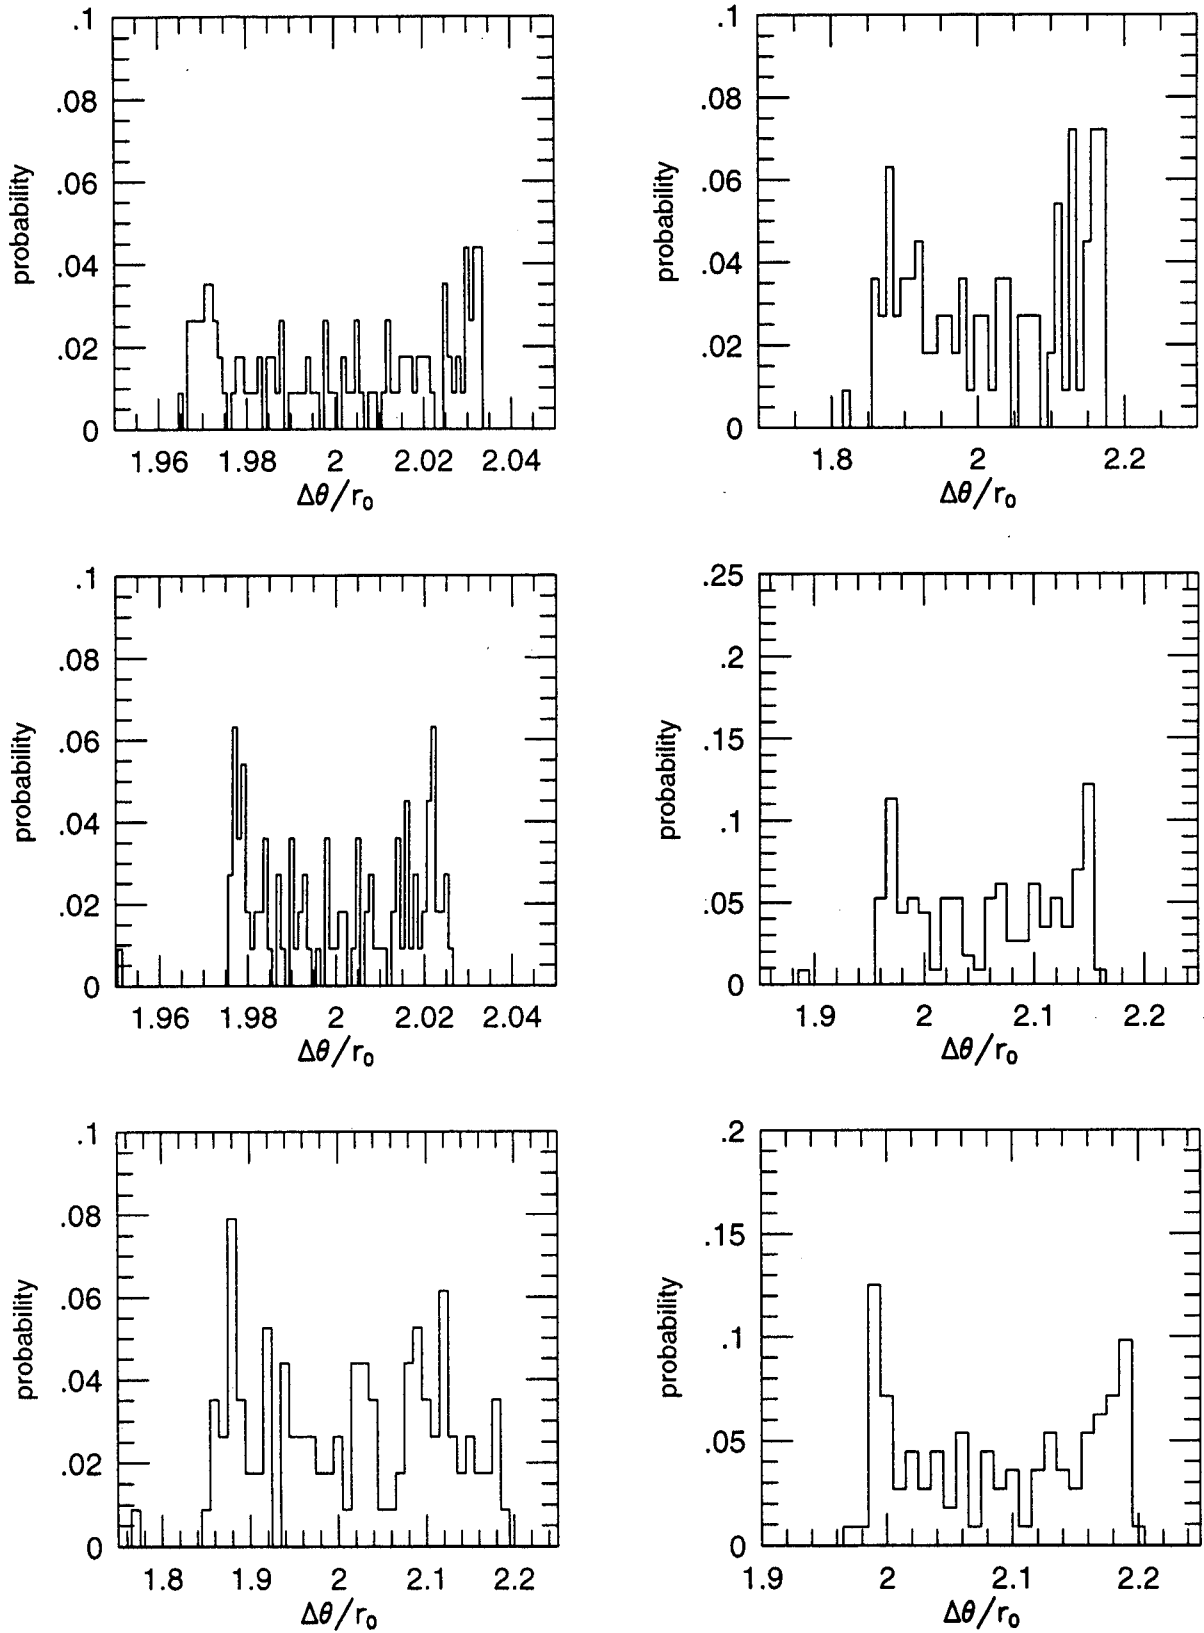 .1
.08
.06
.04
.02
0
probability
1.96 1.98 2 2.02 2.04
Δθ/r₀
.1
.08
.06
.04
.02
0
probability
1.8 2 2.2
Δθ/r₀
.1
.08
.06
.04
.02
0
probability
1.96 1.98 2 2.02 2.04
Δθ/r₀
.25
.2
.15
.1
.05
0
probability
1.9 2 2.1 2.2
Δθ/r₀
.1
.08
.06
.04
.02
0
probability
1.8 1.9 2 2.1 2.2
Δθ/r₀
.2
.15
.1
.05
0
probability
1.9 2 2.1 2.2
Δθ/r₀